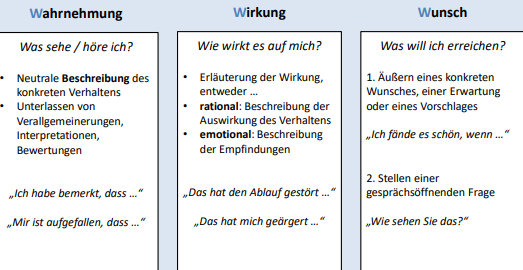 Wahrnehmung
Was sehe / höre ich?
• Neutrale Beschreibung des
konkreten Verhaltens
• Unterlassen von
Verallgemeinerungen,
Interpretationen,
Bewertungen
„Ich habe bemerkt, dass …“
„Mir ist aufgefallen, dass …“
Wirkung
Wie wirkt es auf mich?
• Erläuterung der Wirkung,
entweder …
• rational: Beschreibung der
Auswirkung des Verhaltens
• emotional: Beschreibung
der Empfindungen
„Das hat den Ablauf gestört …“
„Das hat mich geärgert …“
Wunsch
Was will ich erreichen?
1. Äußern eines konkreten
Wunsches, einer Erwartung
oder eines Vorschlages
„Ich fände es schön, wenn …“
2. Stellen einer
gesprächsöffnenden Frage
„Wie sehen Sie das?“